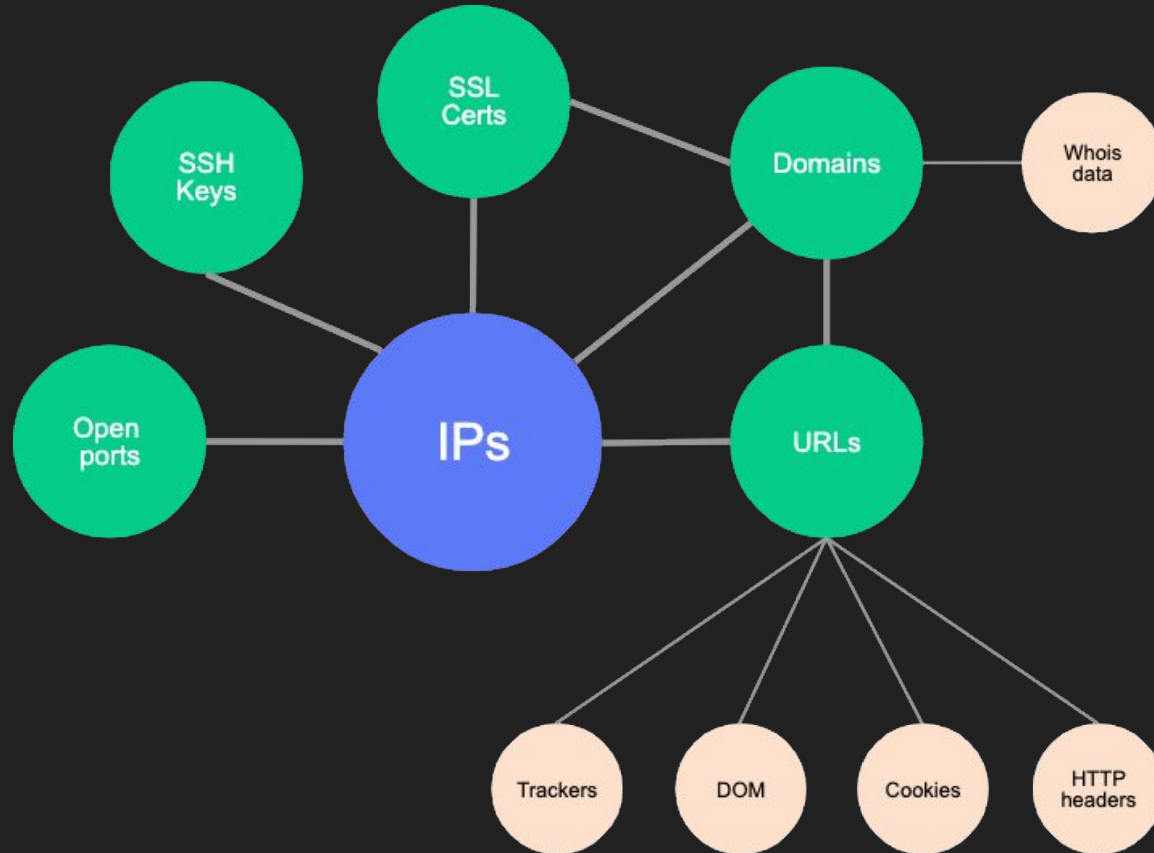 SSL
Certs
SSH
Keys
Domains
Whois
data
Open
ports
IPs
URLs
Trackers
DOM
Cookies
HTTP
headers